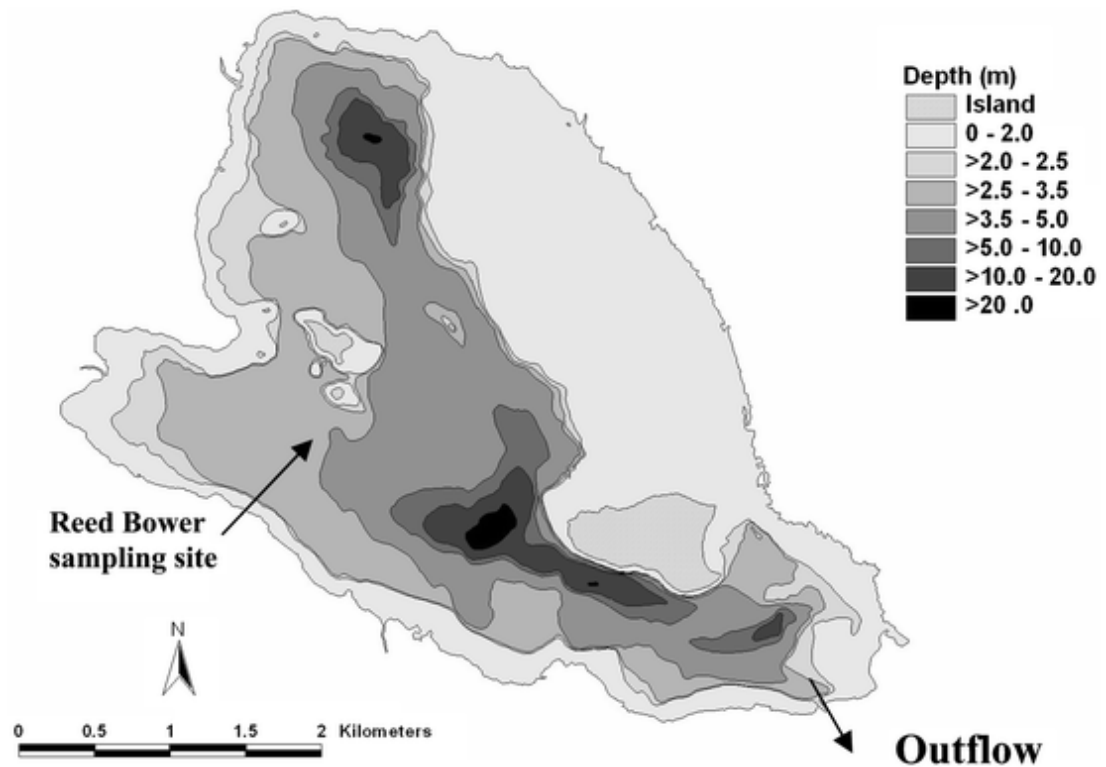 Depth (m)
Island
0 - 2.0
>2.0 - 2.5
>2.5 - 3.5
>3.5 - 5.0
>5.0 - 10.0
>10.0 - 20.0
>20 .0
Reed Bower
sampling site
N
0 0.5 1 1.5 2 Kilometers
Outflow